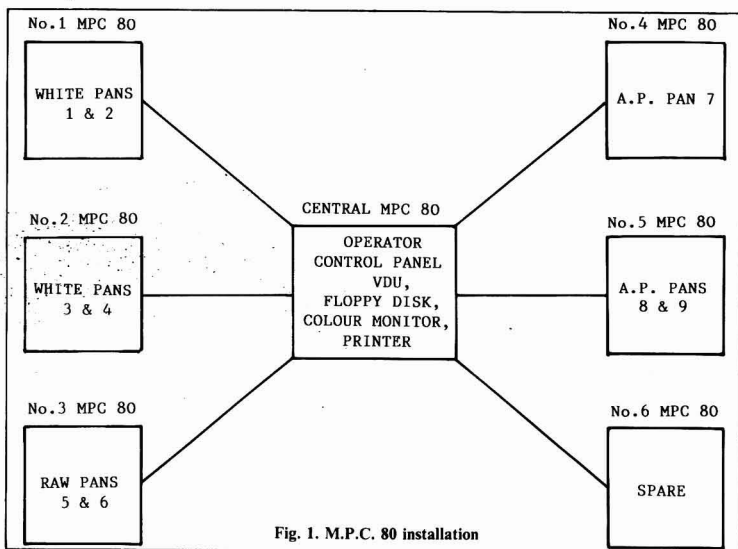 No.1 MPC 80
WHITE PANS
1 & 2
No.2 MPC 80
WHITE PANS
3 & 4
No.3 MPC 80
RAW PANS
5 & 6
CENTRAL MPC 80
OPERATOR
CONTROL PANEL
VDU,
FLOPPY DISK,
COLOUR MONITOR,
PRINTER
No.4 MPC 80
A.P. PAN 7
No.5 MPC 80
A.P. PANS
8 & 9
No.6 MPC 80
SPARE
Fig. 1. M.P.C. 80 installation